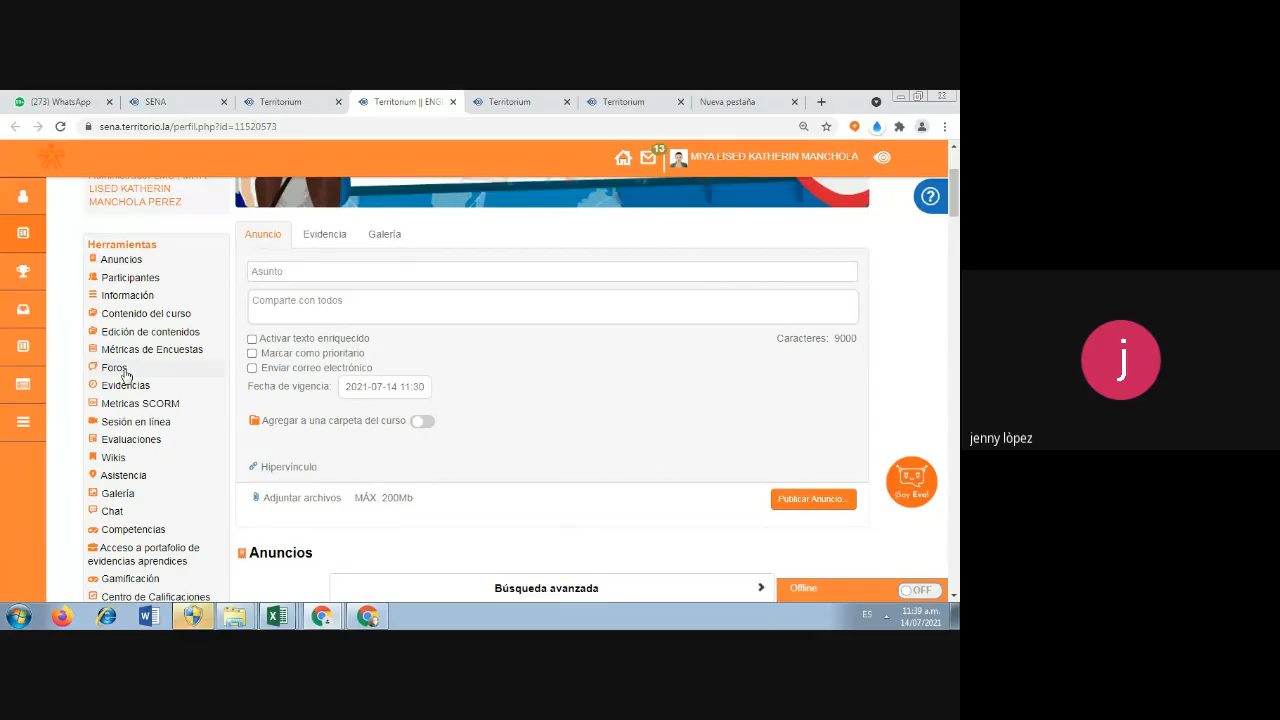 (273) WhatsApp
SENA
Territorium
Territorium || ENG
Territorium
Territorium
Nueva pestaña
sena.territorio.la/perfil.php?id=11520573
13
MIYA LISED KATHERIN MANCHOLA
LISED KATHERIN
MANCHOLA PEREZ
Herramientas
Anuncios
Participantes
Información
Contenido del curso
Edición de contenidos
Métricas de Encuestas
Foros
Evidencias
Metricas SCORM
Sesión en línea
Evaluaciones
Wikis
Asistencia
Galería
Chat
Competencias
Acceso a portafolio de
evidencias aprendices
Gamificación
Centro de Calificaciones
Anuncio
Evidencia
Galería
Asunto
Comparte con todos
Activar texto enriquecido
Caracteres: 9000
Marcar como prioritario
Enviar correo electrónico
Fecha de vigencia: 2021-07-14 11:30
Agregar a una carpeta del curso
Hipervínculo
Adjuntar archivos MÁX. 200Mb
Publicar Anuncio...
Anuncios
Búsqueda avanzada
¡Soy Eva!
Offline
OFF
ES
11:39 a.m.
14/07/2021
j
jenny lòpez